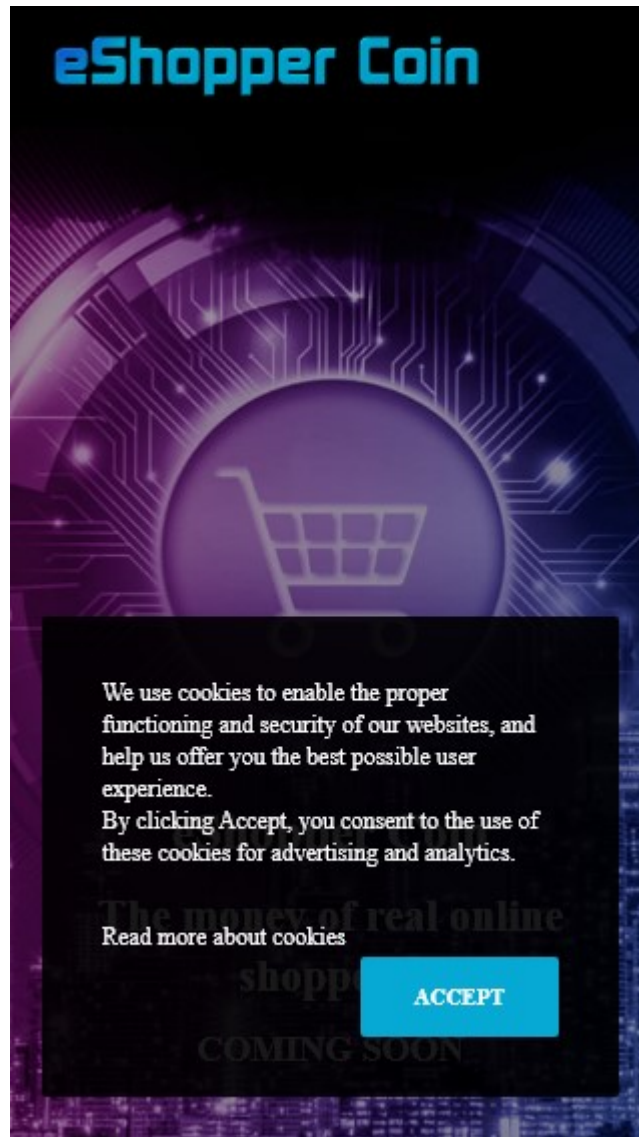 eShopper Coin
We use cookies to enable the proper
functioning and security of our websites, and
help us offer you the best possible user
experience.
By clicking Accept, you consent to the use of
these cookies for advertising and analytics.
The money of real online
Read more about cookies
ACCEPT
COMING SOON